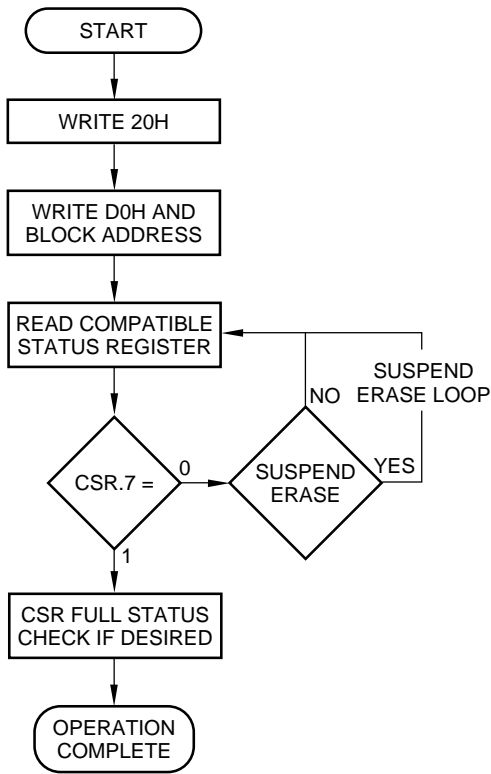 START
WRITE 20H
WRITE D0H AND
BLOCK ADDRESS
READ COMPATIBLE
STATUS REGISTER
SUSPEND
ERASE LOOP
NO
CSR.7 =
0
SUSPEND
ERASE
YES
1
CSR FULL STATUS
CHECK IF DESIRED
OPERATION
COMPLETE